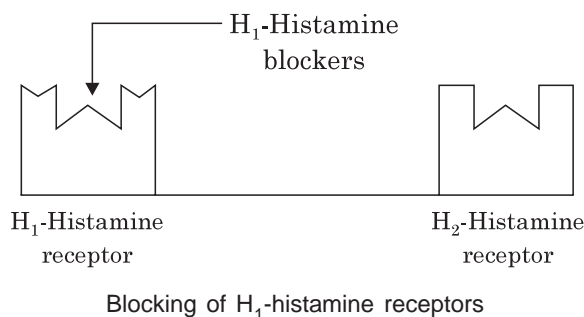 H₁-Histamine
blockers
H₁-Histamine
receptor
H₂-Histamine
receptor
Blocking of H₁-histamine receptors